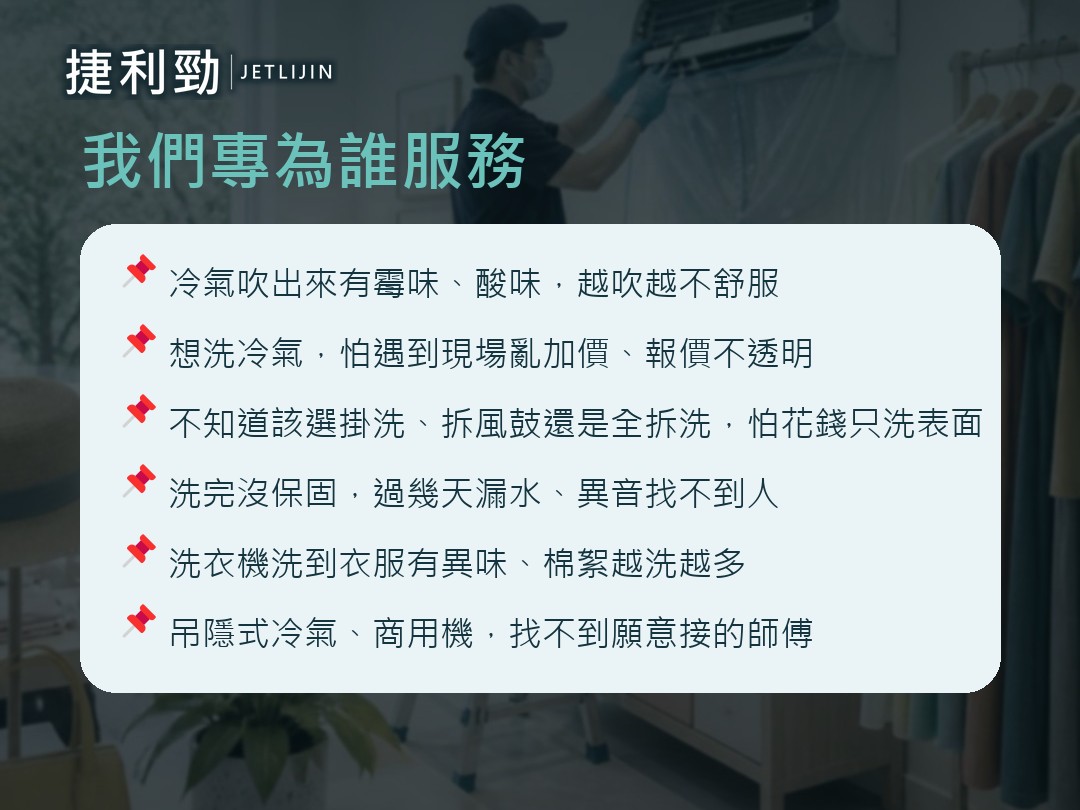 捷利勁 | JETLIJIN
我們專為誰服務
冷氣吹出來有霉味、酸味，越吹越不舒服
想洗冷氣，怕遇到現場亂加價、報價不透明
不知道該選掛洗、拆風鼓還是全拆洗，怕花錢只洗表面
洗完沒保固，過幾天漏水、異音找不到人
洗衣機洗到衣服有異味、棉絮越洗越多
吊隱式冷氣、商用機，找不到願意接的師傅